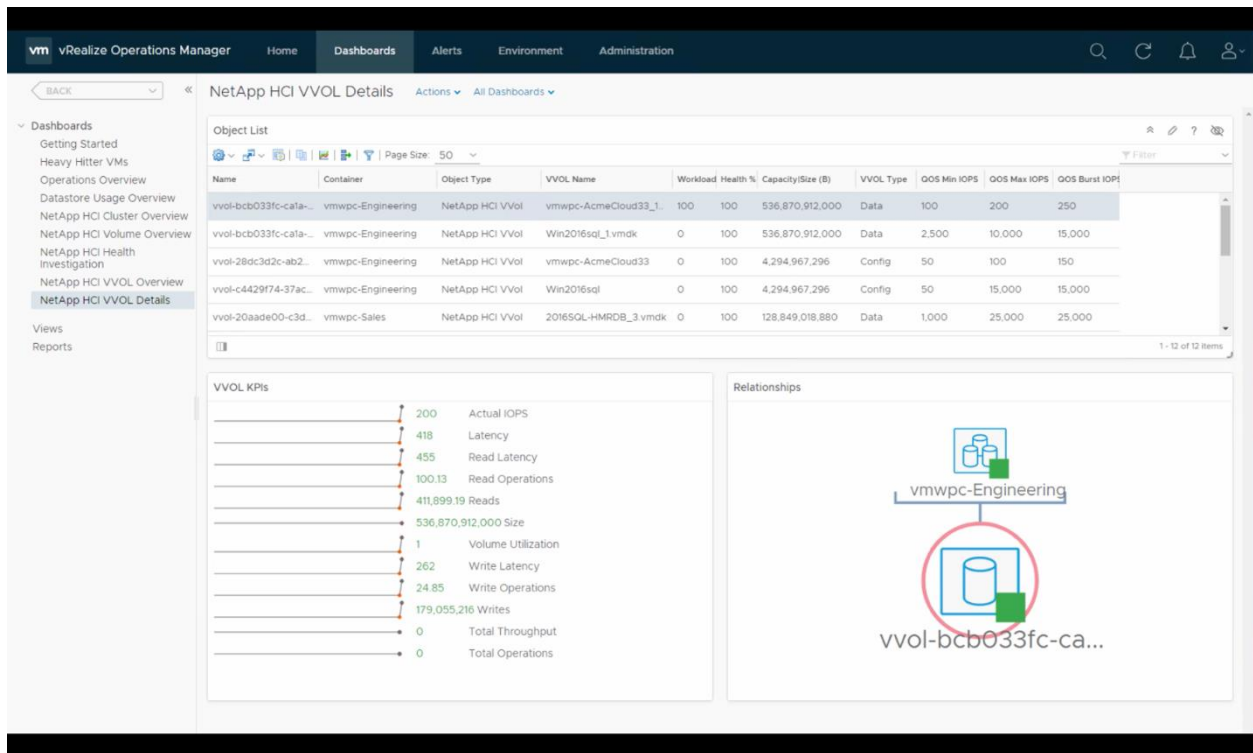 vm vRealize Operations Manager Home Dashboards Alerts Environment Administration
BACK
NetApp HCI VVOL Details Actions All Dashboards
Dashboards
Getting Started
Heavy Hitter VMs
Operations Overview
Datastore Usage Overview
NetApp HCI Cluster Overview
NetApp HCI Volume Overview
NetApp HCI Health
Investigation
NetApp HCI VVOL Overview
NetApp HCI VVOL Details
Views
Reports
Object List
?
Page Size: 50 Filter
Name Container Object Type VVOL Name Workload Health % Capacity|Size (B) VVOL Type QOS Min IOPS QOS Max IOPS QOS Burst IOPS
vvol-bcb033fc-ca1a-... vmwpc-Engineering NetApp HCI VVol vmwpc-AcmeCloud33_1... 100 100 536,870,912,000 Data 100 200 250
vvol-bcb033fc-ca1a-... vmwpc-Engineering NetApp HCI VVol Win2016sql_1.vmdk 0 100 536,870,912,000 Data 2,500 10,000 15,000
vvol-28dc3d2c-ab2... vmwpc-Engineering NetApp HCI VVol vmwpc-AcmeCloud33 0 100 4,294,967,296 Config 50 100 150
vvol-c4429f74-37ac... vmwpc-Engineering NetApp HCI VVol Win2016sql 0 100 4,294,967,296 Config 50 15,000 15,000
vvol-20aade00-c3d... vmwpc-Sales NetApp HCI VVol 2016SQL-HMRDB_3.vmdk 0 100 128,849,018,880 Data 1,000 25,000 25,000
1 - 12 of 12 items
VVOL KPIs
200 Actual IOPS
418 Latency
455 Read Latency
100.13 Read Operations
411,899.19 Reads
536,870,912,000 Size
1 Volume Utilization
262 Write Latency
24.85 Write Operations
179,055,216 Writes
0 Total Throughput
0 Total Operations
Relationships
vmwpc-Engineering
vvol-bcb033fc-ca...